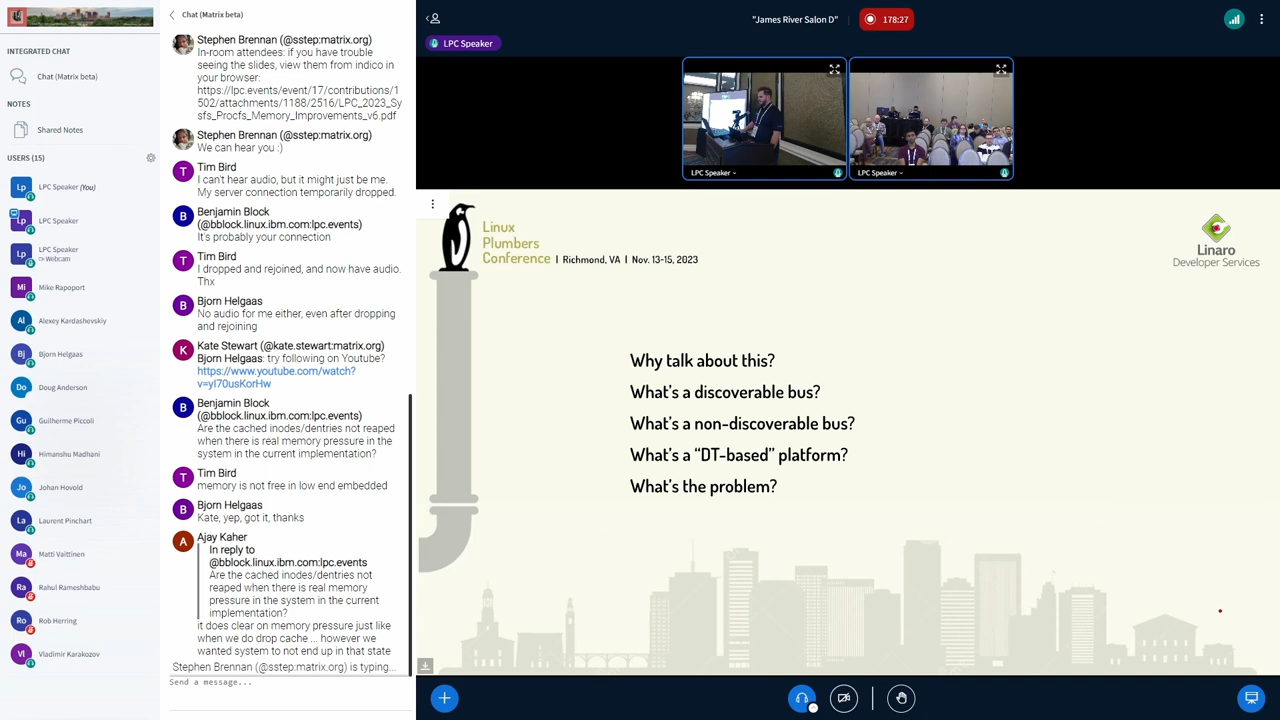 INTEGRATED CHAT
Chat (Matrix beta)
NOTES
Shared Notes
USERS (15)
Lp
LPC Speaker (You)
Lp
LPC Speaker
Lp
LPC Speaker
Webcam
Mi
Mike Rapoport
Al
Alexey Kardashevskiy
Bj
Bjorn Helgaas
Do
Doug Anderson
Gu
Guilherme Piccoli
Hi
Himanshu Madhani
Jo
Johan Hovold
La
Laurent Pinchart
Ma
Matti Vaittinen
Ra
Rahul Rameshbabu
Ro
Rob Herring
Vl
Vladimir Karakozov
Chat (Matrix beta)
Stephen Brennan (@sstep:matrix.org)
In-room attendees: if you have trouble
seeing the slides, view them from indico in
your browser:
https://lpc.events/event/17/contributions/1
502/attachments/1188/2516/LPC_2023_Sy
sfs_Procfs_Memory_Improvements_v6.pdf
Stephen Brennan (@sstep:matrix.org)
We can hear you :)
T
Tim Bird
I can't hear audio, but it might just be me.
My server connection temporarily dropped.
B
Benjamin Block
(@bblock.linux.ibm.com:lpc.events)
It's probably your connection
T
Tim Bird
I dropped and rejoined, and now have audio.
Thx
B
Bjorn Helgaas
No audio for me either, even after dropping
and rejoining
K
Kate Stewart (@kate.stewart:matrix.org)
Bjorn Helgaas: try following on Youtube?
https://www.youtube.com/watch?
v=yI70usKorHw
B
Benjamin Block
(@bblock.linux.ibm.com:lpc.events)
Are the cached inodes/dentries not reaped
when there is real memory pressure in the
system in the current implementation?
T
Tim Bird
memory is not free in low end embedded
B
Bjorn Helgaas
Kate, yep, got it, thanks
A
Ajay Kaher
In reply to
@bblock.linux.ibm.com:lpc.events
Are the cached inodes/dentries not
reaped when there is real memory
pressure in the system in the current
implementation?
it does clear on memory pressure just like
when we do drop cache ... however we
wanted system to not end up in that state
Stephen Brennan (@sstep:matrix.org) is typing...
Send a message...
"James River Salon D"
178:27
LPC Speaker
LPC Speaker
LPC Speaker
Linux
Plumbers
Conference | Richmond, VA | Nov. 13-15, 2023
Linaro
Developer Services
Why talk about this?
What's a discoverable bus?
What's a non-discoverable bus?
What's a “DT-based” platform?
What's the problem?